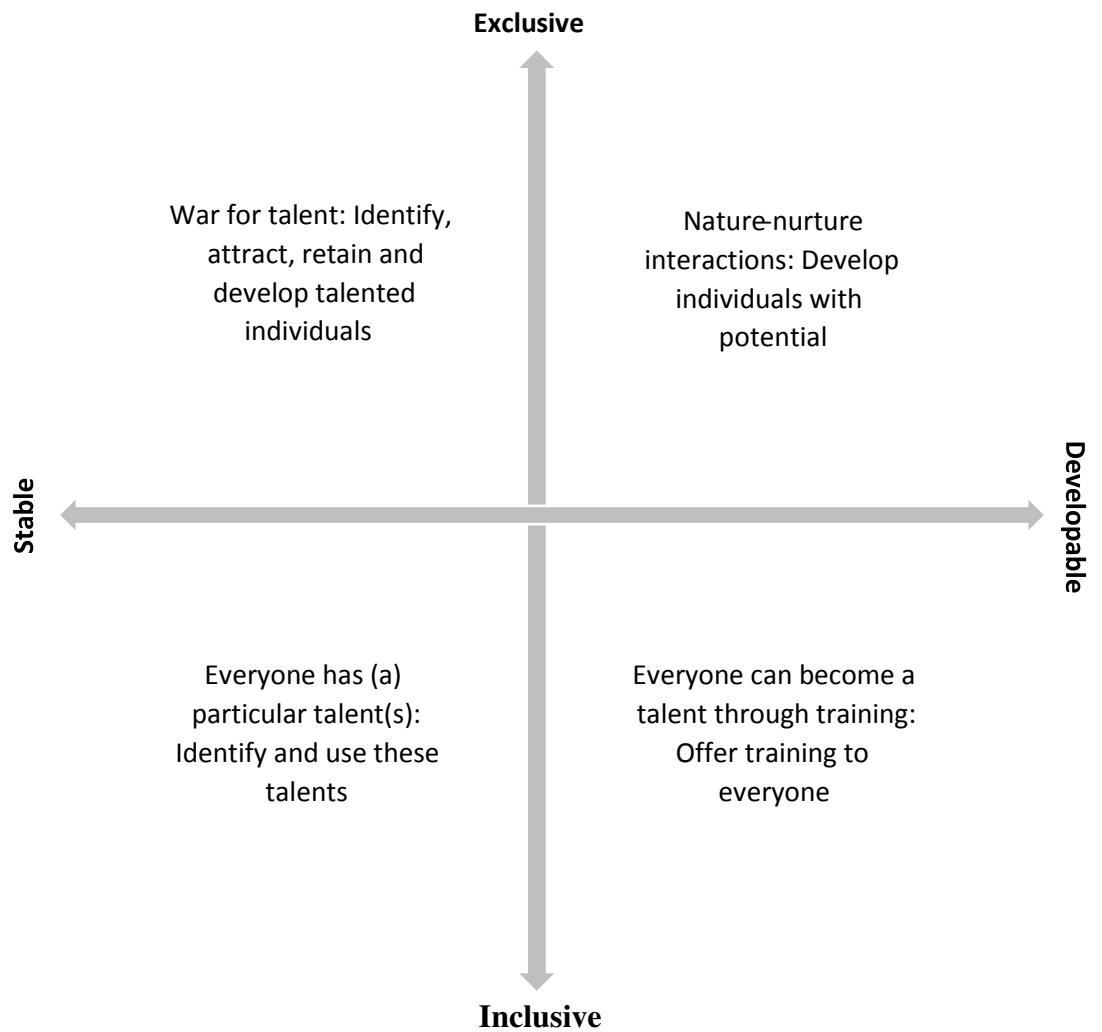 Exclusive
War for talent: Identify,
attract, retain and
develop talented
individuals
Nature-nurture
interactions: Develop
individuals with
potential
Stable
Developable
Everyone has (a)
particular talent(s):
Identify and use these
talents
Everyone can become a
talent through training:
Offer training to
everyone
Inclusive